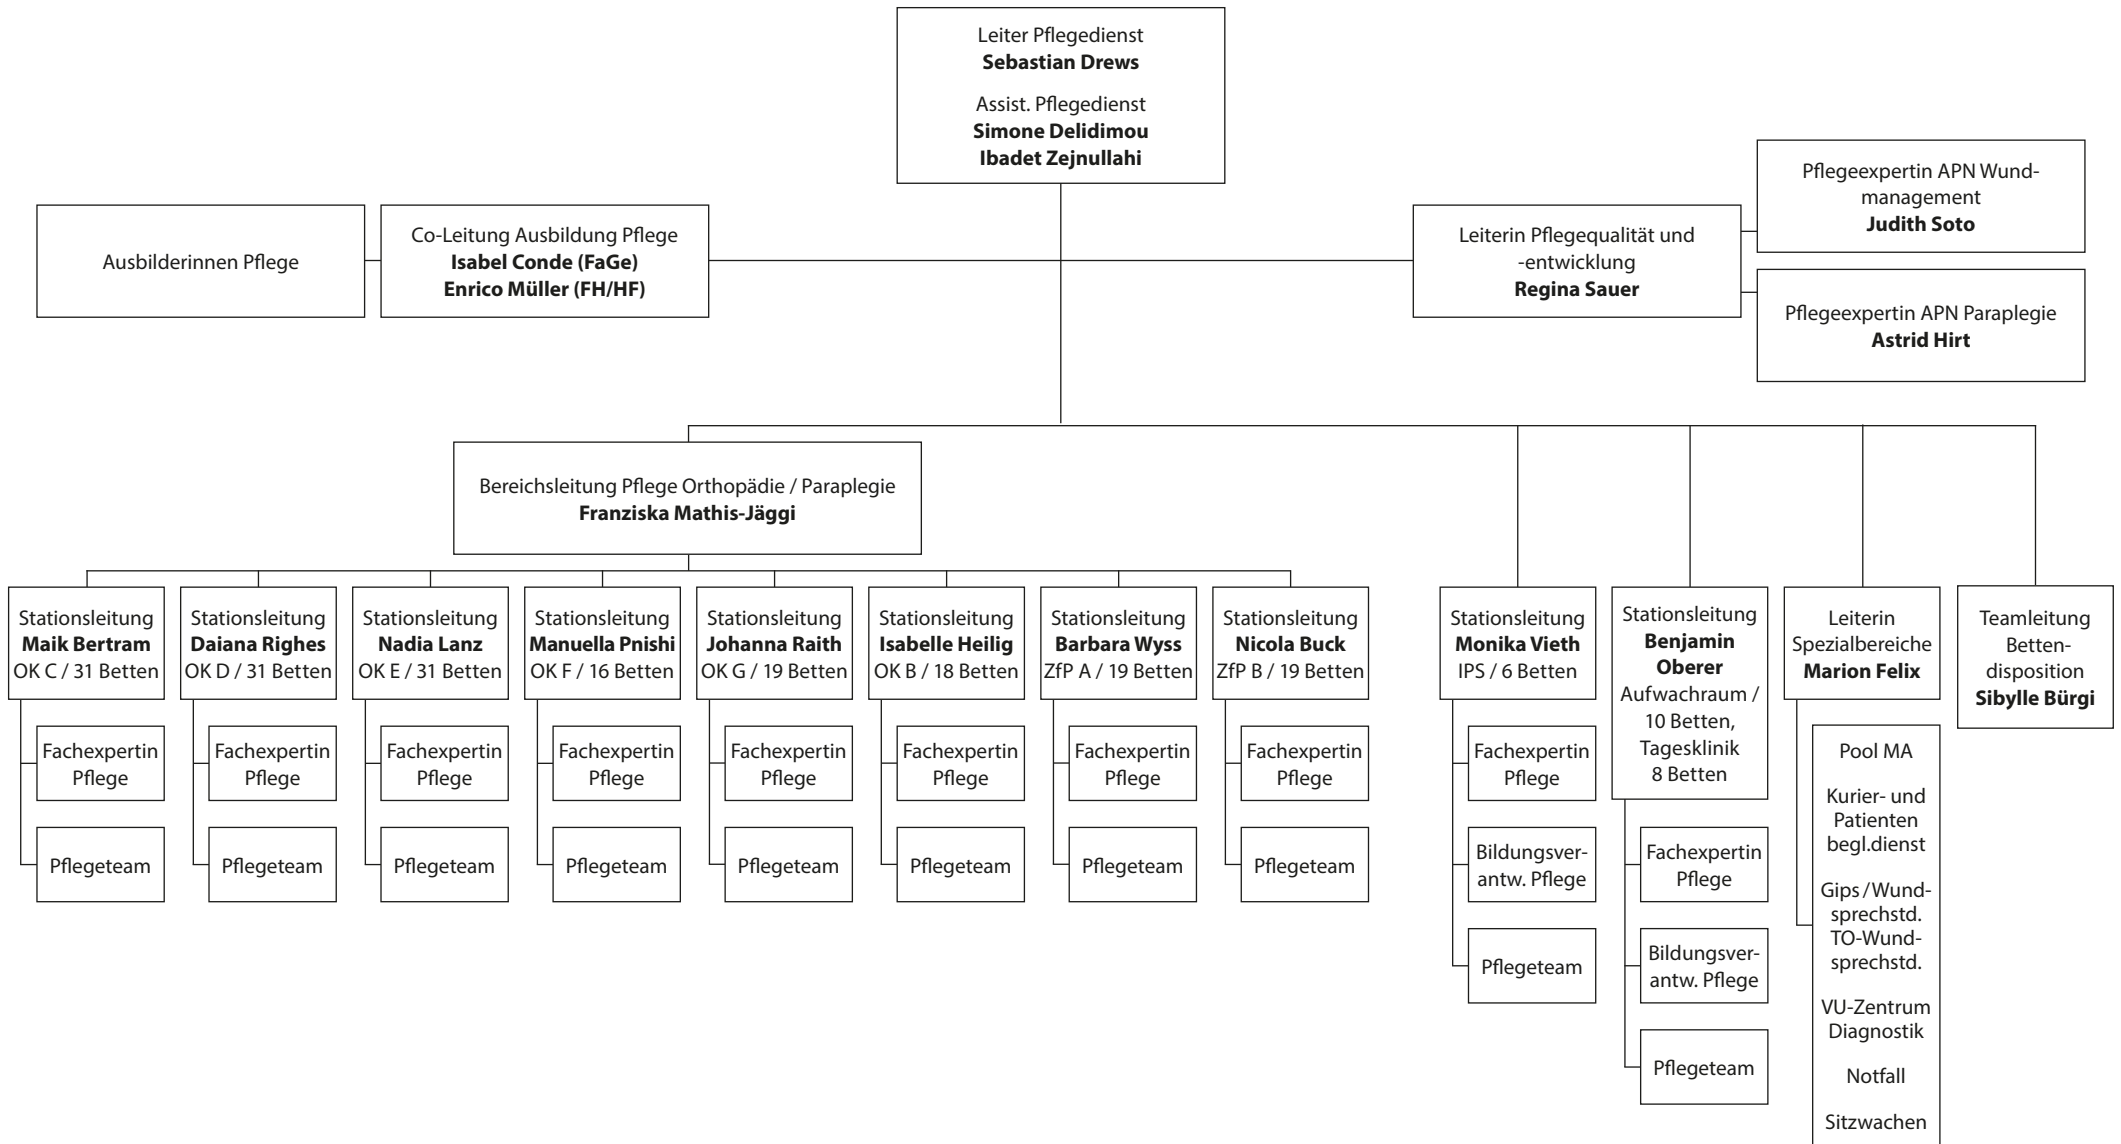 Leiter Pflegedienst
Sebastian Drews
Assist. Pflegedienst
Simone Delidimou
Ibadet Zejnullahi
Ausbilderinnen Pflege
Co-Leitung Ausbildung Pflege
Isabel Conde (FaGe)
Enrico Müller (FH/HF)
Leiterin Pflegequalität und
-entwicklung
Regina Sauer
Pflegeexpertin APN Wund-
management
Judith Soto
Pflegeexpertin APN Paraplegie
Astrid Hirt
Bereichsleitung Pflege Orthopädie / Paraplegie
Franziska Mathis-Jäggi
Stationsleitung
Maik Bertram
OK C / 31 Betten
Fachexpertin
Pflege
Pflegeteam
Stationsleitung
Daiana Righes
OK D / 31 Betten
Fachexpertin
Pflege
Pflegeteam
Stationsleitung
Nadia Lanz
OK E / 31 Betten
Fachexpertin
Pflege
Pflegeteam
Stationsleitung
Manuella Pnishi
OK F / 16 Betten
Fachexpertin
Pflege
Pflegeteam
Stationsleitung
Johanna Raith
OK G / 19 Betten
Fachexpertin
Pflege
Pflegeteam
Stationsleitung
Isabelle Heilig
OK B / 18 Betten
Fachexpertin
Pflege
Pflegeteam
Stationsleitung
Barbara Wyss
ZfP A / 19 Betten
Fachexpertin
Pflege
Pflegeteam
Stationsleitung
Nicola Buck
ZfP B / 19 Betten
Fachexpertin
Pflege
Pflegeteam
Stationsleitung
Monika Vieth
IPS / 6 Betten
Fachexpertin
Pflege
Bildungsver-
antw. Pflege
Pflegeteam
Stationsleitung
Benjamin
Oberer
Aufwachraum /
10 Betten,
Tagesklinik
8 Betten
Fachexpertin
Pflege
Bildungsver-
antw. Pflege
Pflegeteam
Leiterin
Spezialbereiche
Marion Felix
Pool MA
Kurier- und
Patienten
begl.dienst
Gips / Wund-
sprechstd.
TO-Wund-
sprechstd.
VU-Zentrum
Diagnostik
Notfall
Sitzwachen
Teamleitung
Betten-
disposition
Sibylle Bürgi